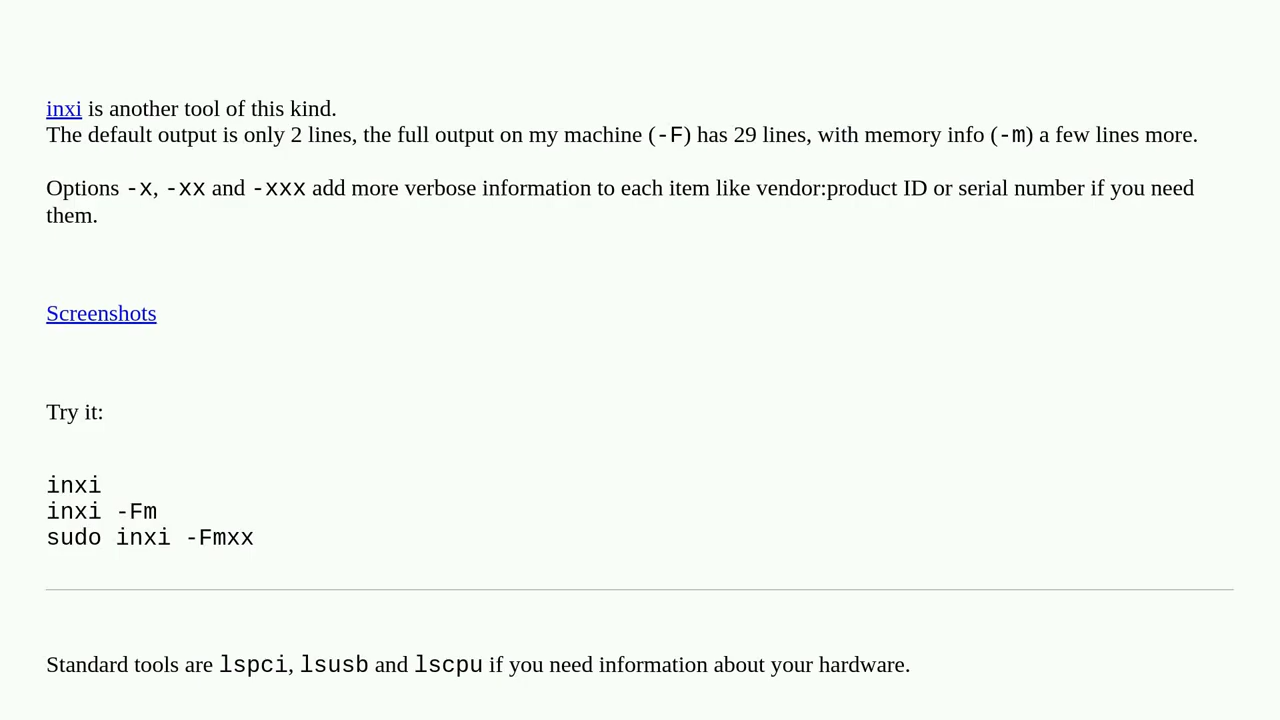 inxi is another tool of this kind.
The default output is only 2 lines, the full output on my machine (-F) has 29 lines, with memory info (-m) a few lines more.
Options -x, -xx and -xxx add more verbose information to each item like vendor:product ID or serial number if you need
them.
Screenshots
Try it:
inxi
inxi -Fm
sudo inxi -Fmxx
Standard tools are lspci, lsusb and lscpu if you need information about your hardware.